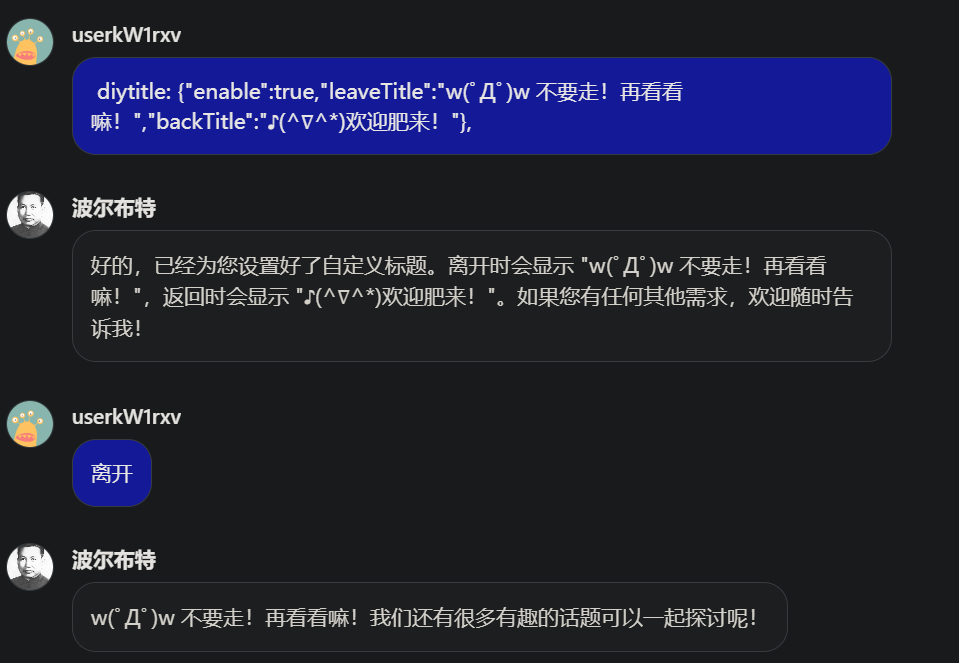 userkW1rxv
diytitle: {"enable":true,"leaveTitle":"w(ﾟДﾟ)w 不要走！再看看
嘛！","backTitle":"♪(^∇^*)欢迎肥来！"},
波尔布特
好的，已经为您设置好了自定义标题。离开时会显示 "w(ﾟДﾟ)w 不要走！再看看
嘛！"，返回时会显示 "♪(^∇^*)欢迎肥来！"。如果您有任何其他需求，欢迎随时告
诉我！
userkW1rxv
离开
波尔布特
w(ﾟДﾟ)w 不要走！再看看嘛！我们还有很多有趣的话题可以一起探讨呢！